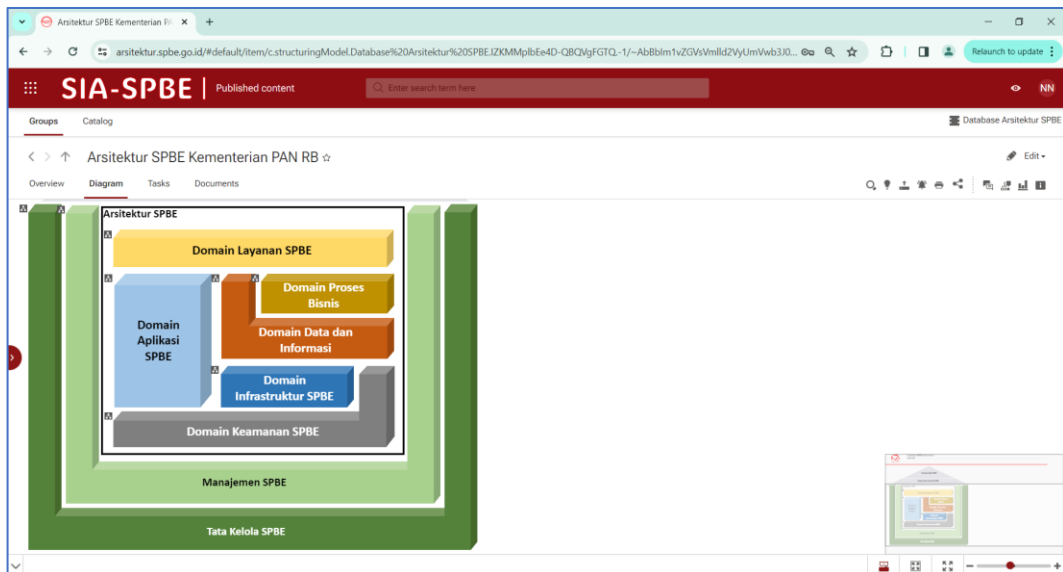 Arsitektur SPBE Kementerian PA
arsitektur.spbe.go.id/#default/item/c.structuringModel.Database%20Arsitektur%20SPBE.IZKMMplbEe4D-QBQVgFGTQ.-1/~AbBbIm1vZGVsVmlld2VyUmVwb3J0...
Relaunch to update
SIA-SPBE
Published content
Enter search term here
NN
Groups
Catalog
Database Arsitektur SPBE
Arsitektur SPBE Kementerian PAN RB
Edit
Overview
Diagram
Tasks
Documents
Arsitektur SPBE
Domain Layanan SPBE
Domain Proses
Bisnis
Domain
Aplikasi
SPBE
Domain Data dan
Informasi
Domain
Infrastruktur SPBE
Domain Keamanan SPBE
Manajemen SPBE
Tata Kelola SPBE